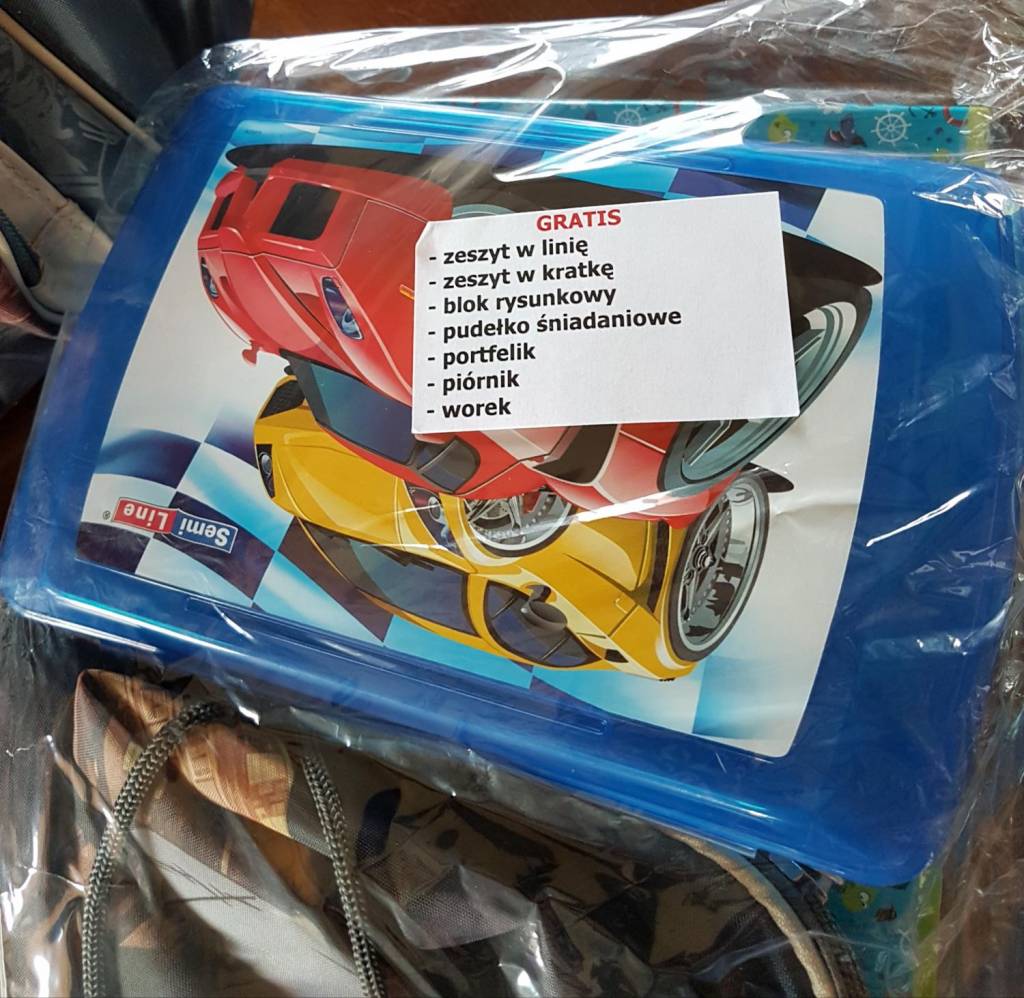 GRATIS
- zeszyt w linię
- zeszyt w kratkę
- blok rysunkowy
- pudełko śniadaniowe
- portfelik
- piórnik
- worek
Semi Line®